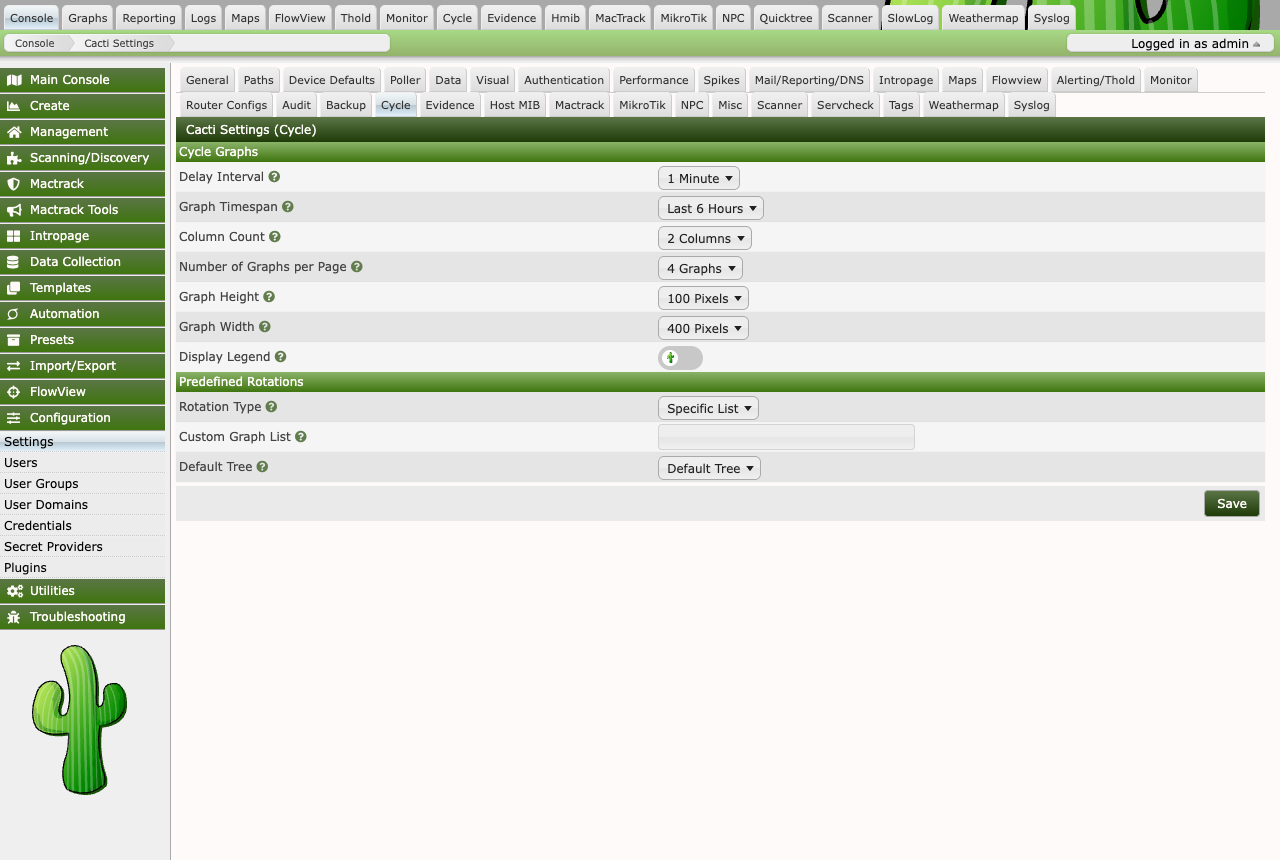 Console Graphs Reporting Logs Maps FlowView Thold Monitor Cycle Evidence Hmib MacTrack MikroTik NPC Quicktree Scanner SlowLog Weathermap Syslog
Console Cacti Settings Logged in as admin
General Paths Device Defaults Poller Data Visual Authentication Performance Spikes Mail/Reporting/DNS Intropage Maps Flowview Alerting/Thold Monitor
Router Configs Audit Backup Cycle Evidence Host MIB Mactrack MikroTik NPC Misc Scanner Servcheck Tags Weathermap Syslog
Main Console
Create
Management
Scanning/Discovery
Mactrack
Mactrack Tools
Intropage
Data Collection
Templates
Automation
Presets
Import/Export
FlowView
Configuration
Settings
Users
User Groups
User Domains
Credentials
Secret Providers
Plugins
Utilities
Troubleshooting
Cacti Settings (Cycle)
Cycle Graphs
Delay Interval 1 Minute
Graph Timespan Last 6 Hours
Column Count 2 Columns
Number of Graphs per Page 4 Graphs
Graph Height 100 Pixels
Graph Width 400 Pixels
Display Legend
Predefined Rotations
Rotation Type Specific List
Custom Graph List
Default Tree Default Tree
Save